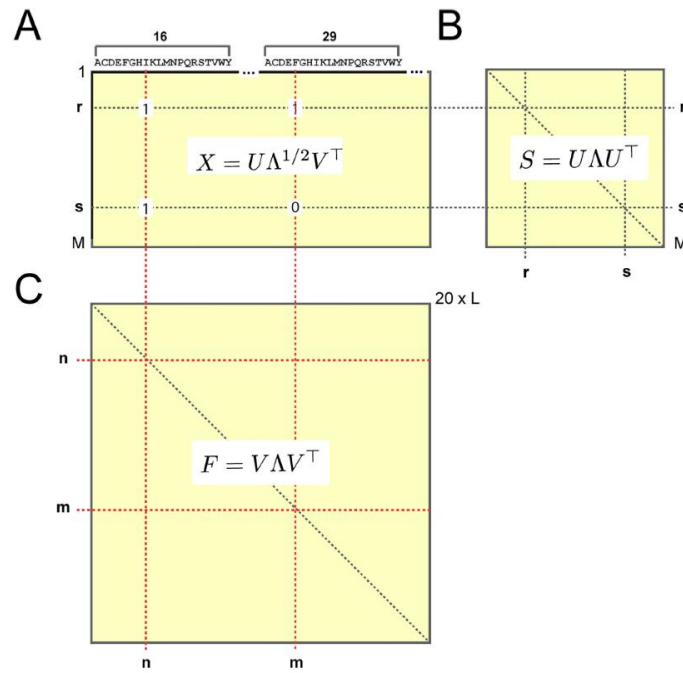 A
16
29
B
ACDEFGHIKLMNPQRSTVWY
...
ACDEFGHIKLMNPQRSTVWY
...
1
r
1
1
r
X = UΛ^{1/2}V^⊤
S = UΛU^⊤
s
1
0
s
M
M
r
s
C
20 x L
n
F = VΛV^⊤
m
n
m